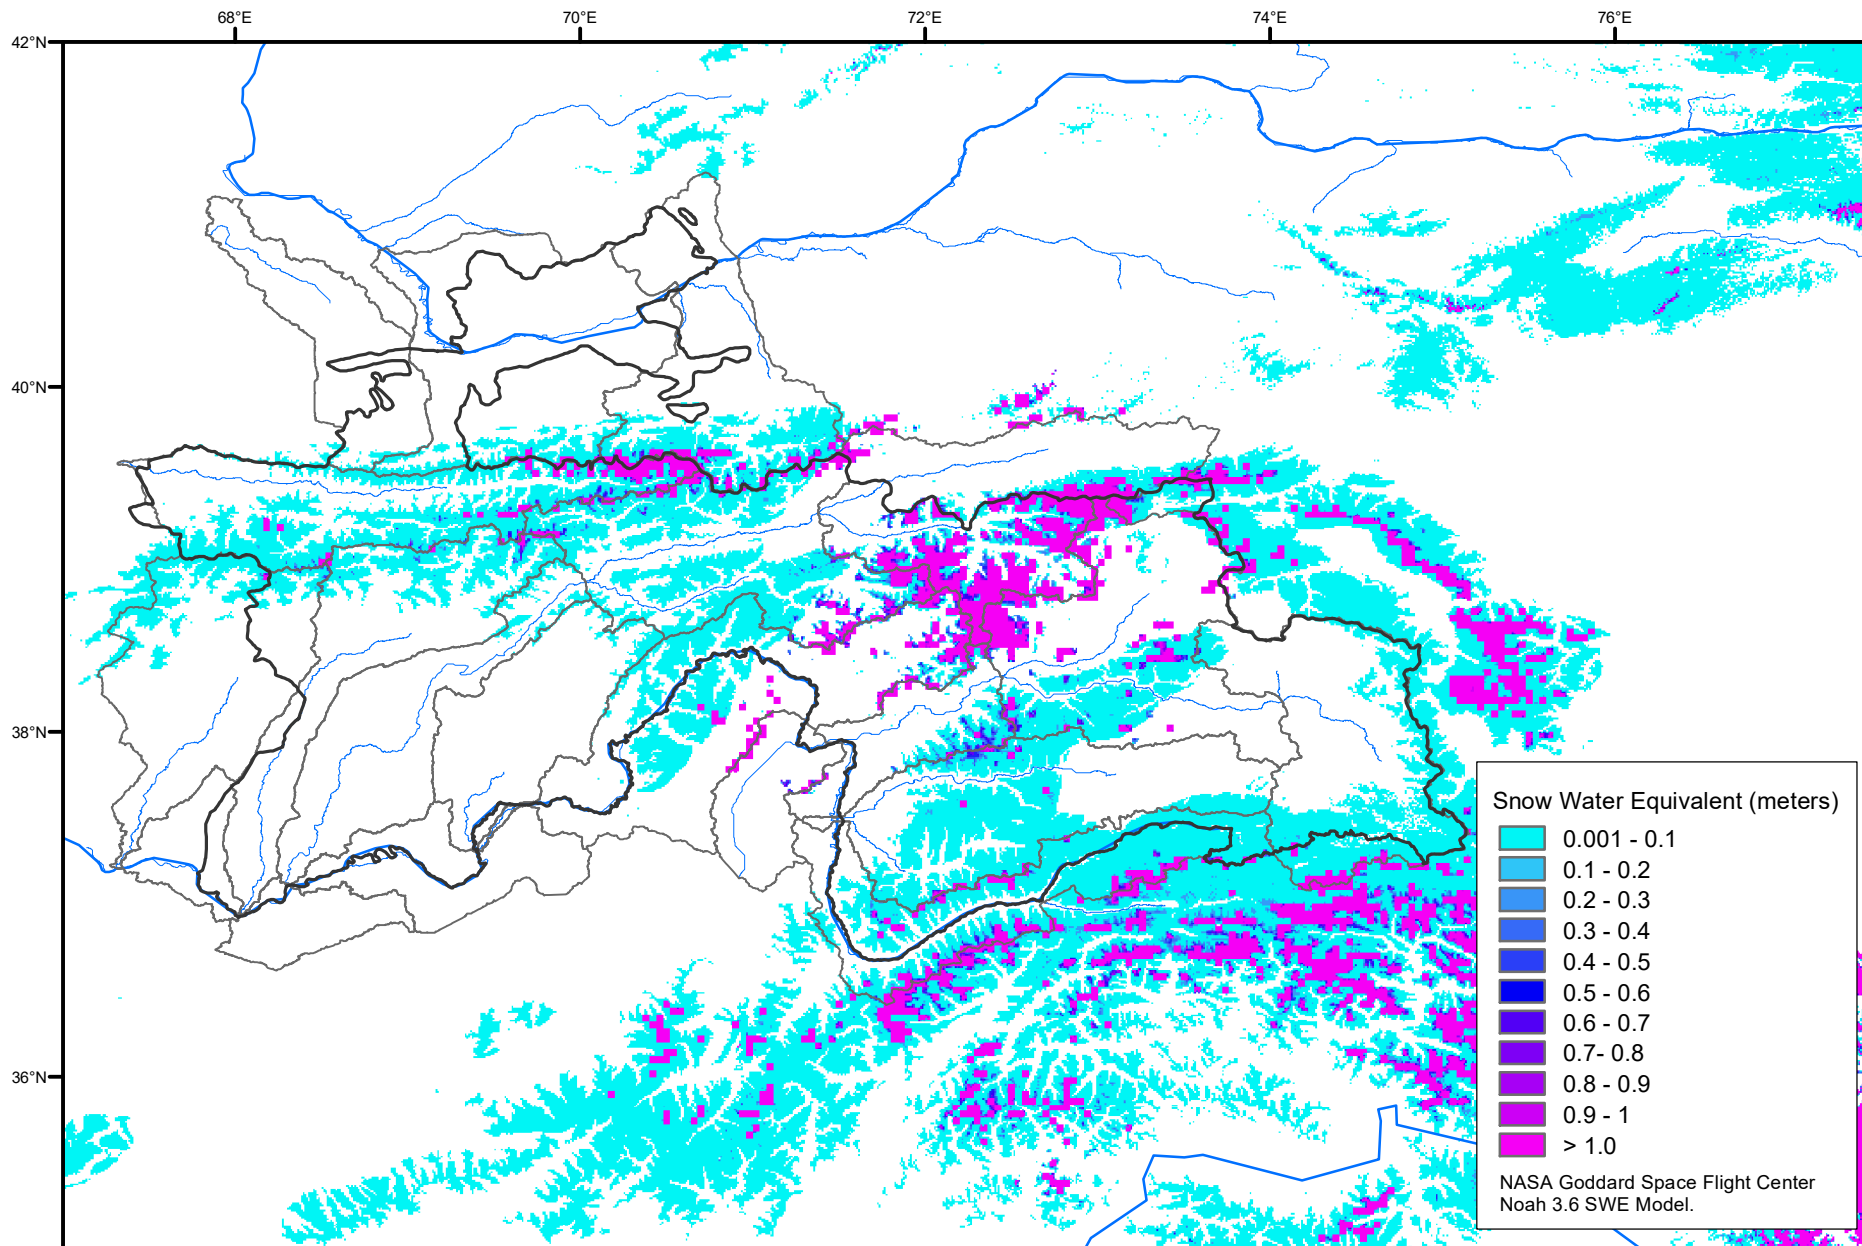 68°E 70°E 72°E 74°E 76°E
42°N
40°N
38°N
36°N
Snow Water Equivalent (meters)
0.001 - 0.1
0.1 - 0.2
0.2 - 0.3
0.3 - 0.4
0.4 - 0.5
0.5 - 0.6
0.6 - 0.7
0.7- 0.8
0.8 - 0.9
0.9 - 1
> 1.0
NASA Goddard Space Flight Center
Noah 3.6 SWE Model.